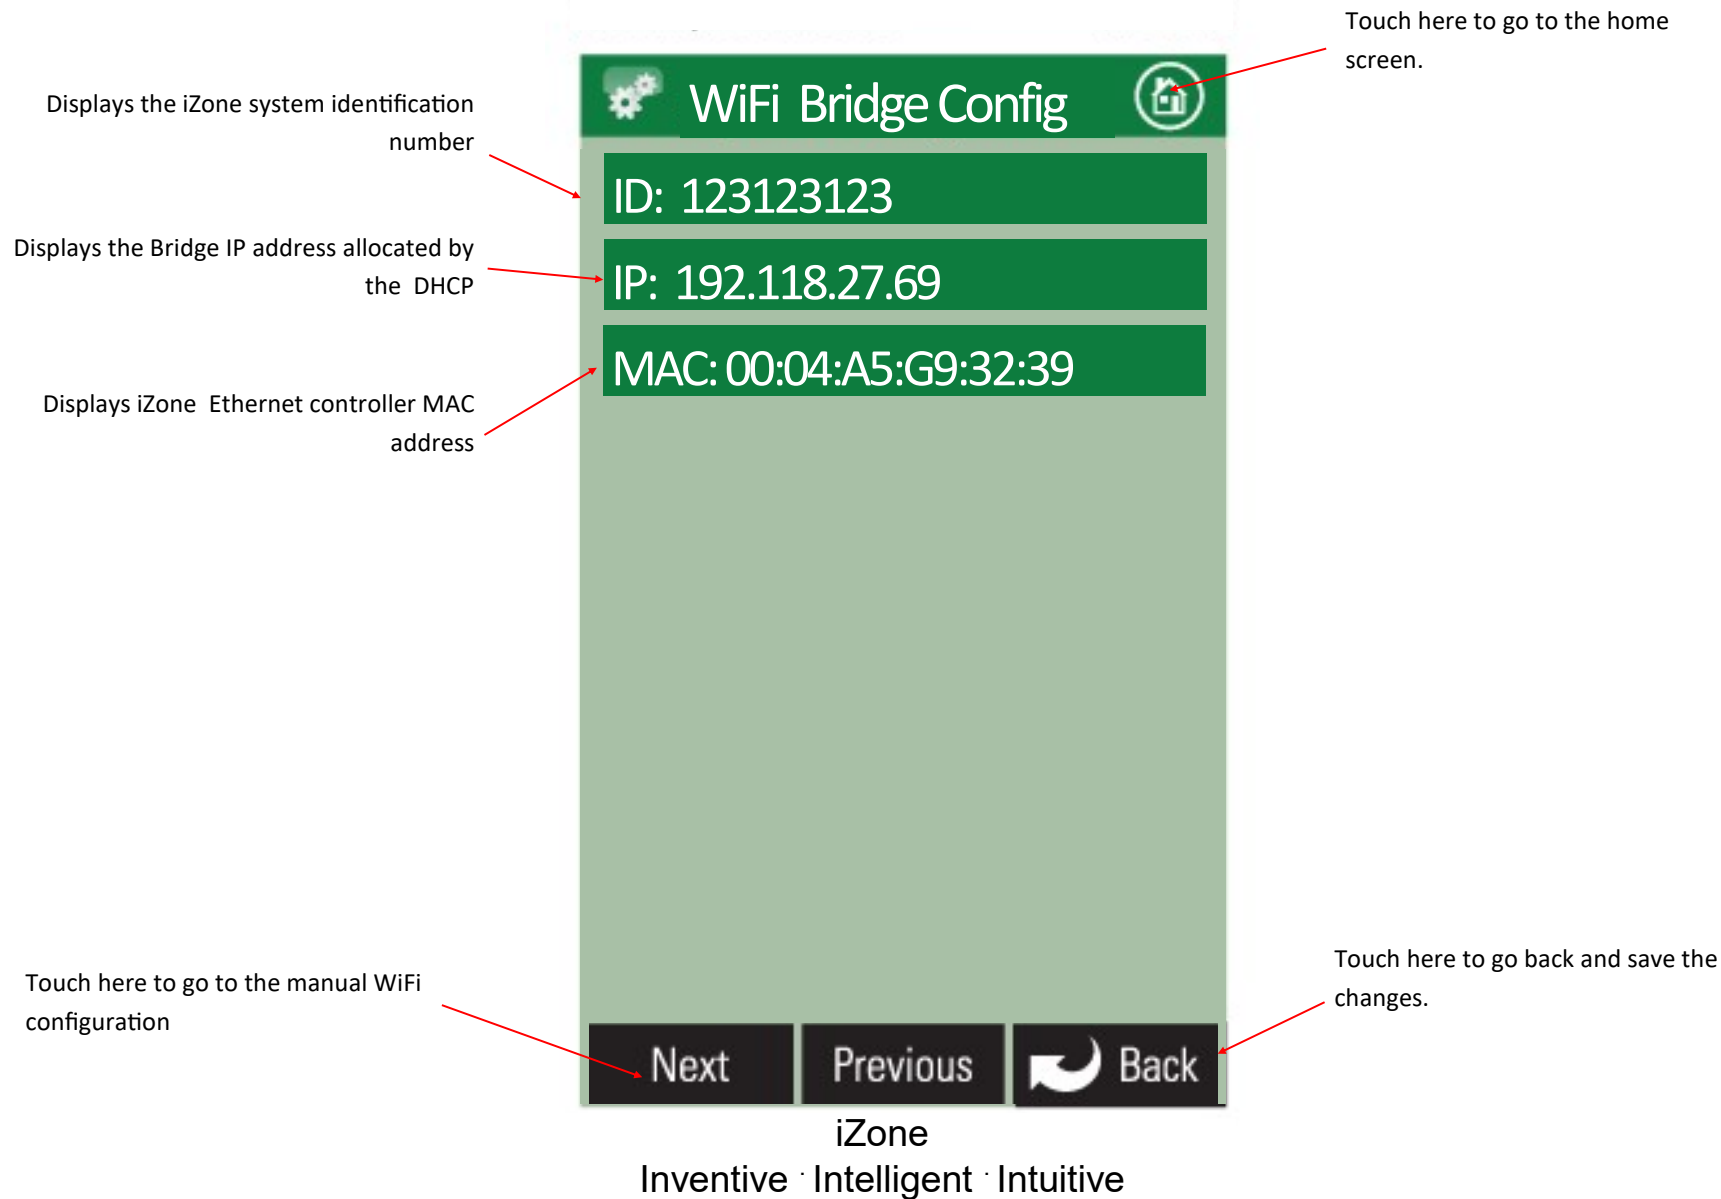 Touch here to go to the home
screen.
WiFi Bridge Config
Displays the iZone system identification
number
ID: 123123123
Displays the Bridge IP address allocated by
the DHCP
IP: 192.118.27.69
MAC: 00:04:A5:G9:32:39
Displays iZone Ethernet controller MAC
address
Touch here to go back and save the
changes.
Touch here to go to the manual WiFi
configuration
Next
Previous
Back
iZone
Inventive · Intelligent · Intuitive